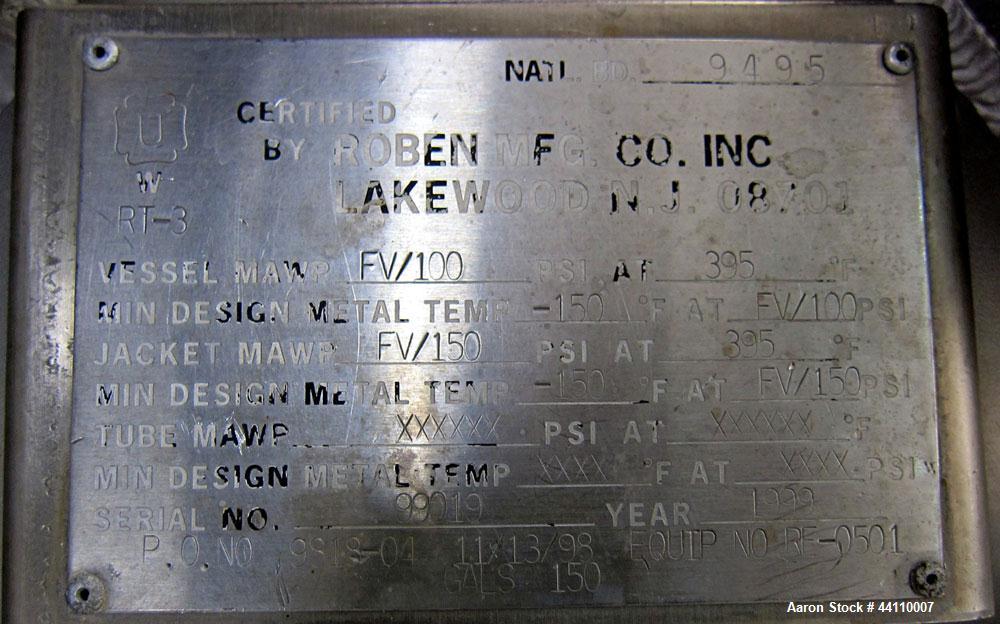 NAT'L. BD. 9495
U
W
RT-3
CERTIFIED
BY ROBEN MFG. CO. INC
LAKEWOOD N.J. 08701
VESSEL MAWP FV/100 PSI AT 395 °F
MIN DESIGN METAL TEMP -150 °F AT FV/100 PSI
JACKET MAWP FV/150 PSI AT 395 °F
MIN DESIGN METAL TEMP -150 °F AT FV/150 PSI
TUBE MAWP XXXXXX PSI AT XXXXXX °F
MIN DESIGN METAL TEMP XXXX °F AT XXXX PSI
SERIAL NO. 99019 YEAR 1999
P.O.NO 9818-04 11/13/98 EQUIP NO RF-0501
GALS 150
Aaron Stock # 44110007